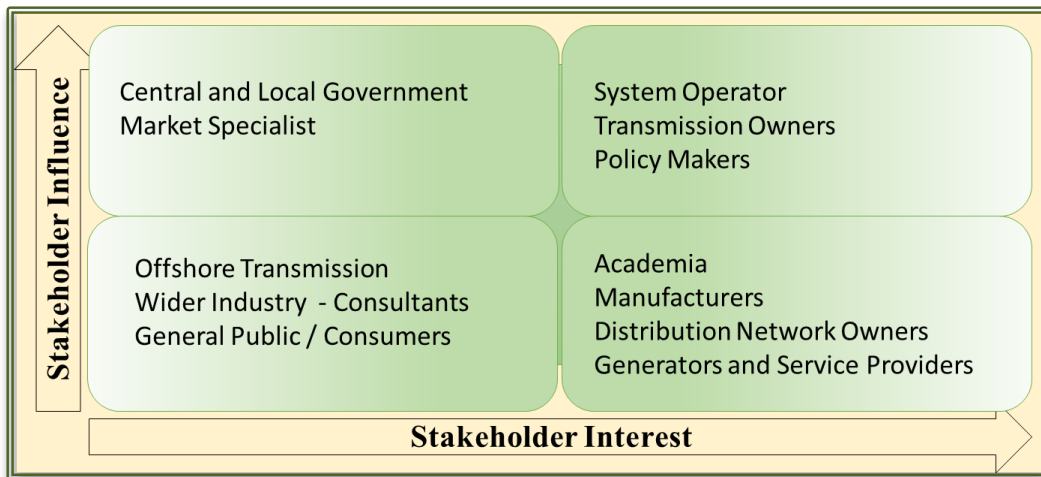 Stakeholder Influence
Central and Local Government
Market Specialist
System Operator
Transmission Owners
Policy Makers
Offshore Transmission
Wider Industry - Consultants
General Public / Consumers
Academia
Manufacturers
Distribution Network Owners
Generators and Service Providers
Stakeholder Interest